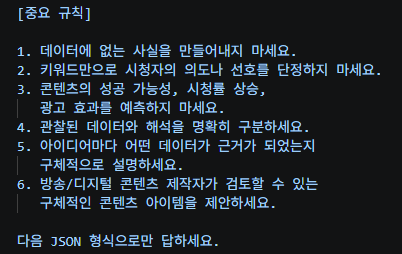 [중요 규칙]
1. 데이터에 없는 사실을 만들어내지 마세요.
2. 키워드만으로 시청자의 의도나 선호를 단정하지 마세요.
3. 콘텐츠의 성공 가능성, 시청률 상승,
광고 효과를 예측하지 마세요.
4. 관찰된 데이터와 해석을 명확히 구분하세요.
5. 아이디어마다 어떤 데이터가 근거가 되었는지
구체적으로 설명하세요.
6. 방송/디지털 콘텐츠 제작자가 검토할 수 있는
구체적인 콘텐츠 아이템을 제안하세요.
다음 JSON 형식으로만 답하세요.